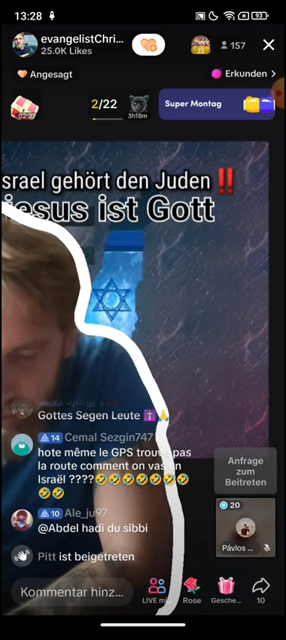 13:28
93
evangelistChri...
25.0K Likes
157
Angesagt
Erkunden >
02:27
2/22
3h18m
Super Montag
srael gehört den Juden ‼️
jesus ist Gott
Gottes Segen Leute ✝️🙏
14 Cemal Sezgin747
hote même le GPS trouve pas
la route comment on vas en
Israël ????🤣🤣🤣🤣🤣🤣🤣
🤣🤣
10 Ale_ju97
@Abdel hadi du sibbi
Pitt ist beigetreten
Anfrage
zum
Beitreten
20
Pávlos ...
Kommentar hinz...
LIVE m
Rose
Gesche...
10